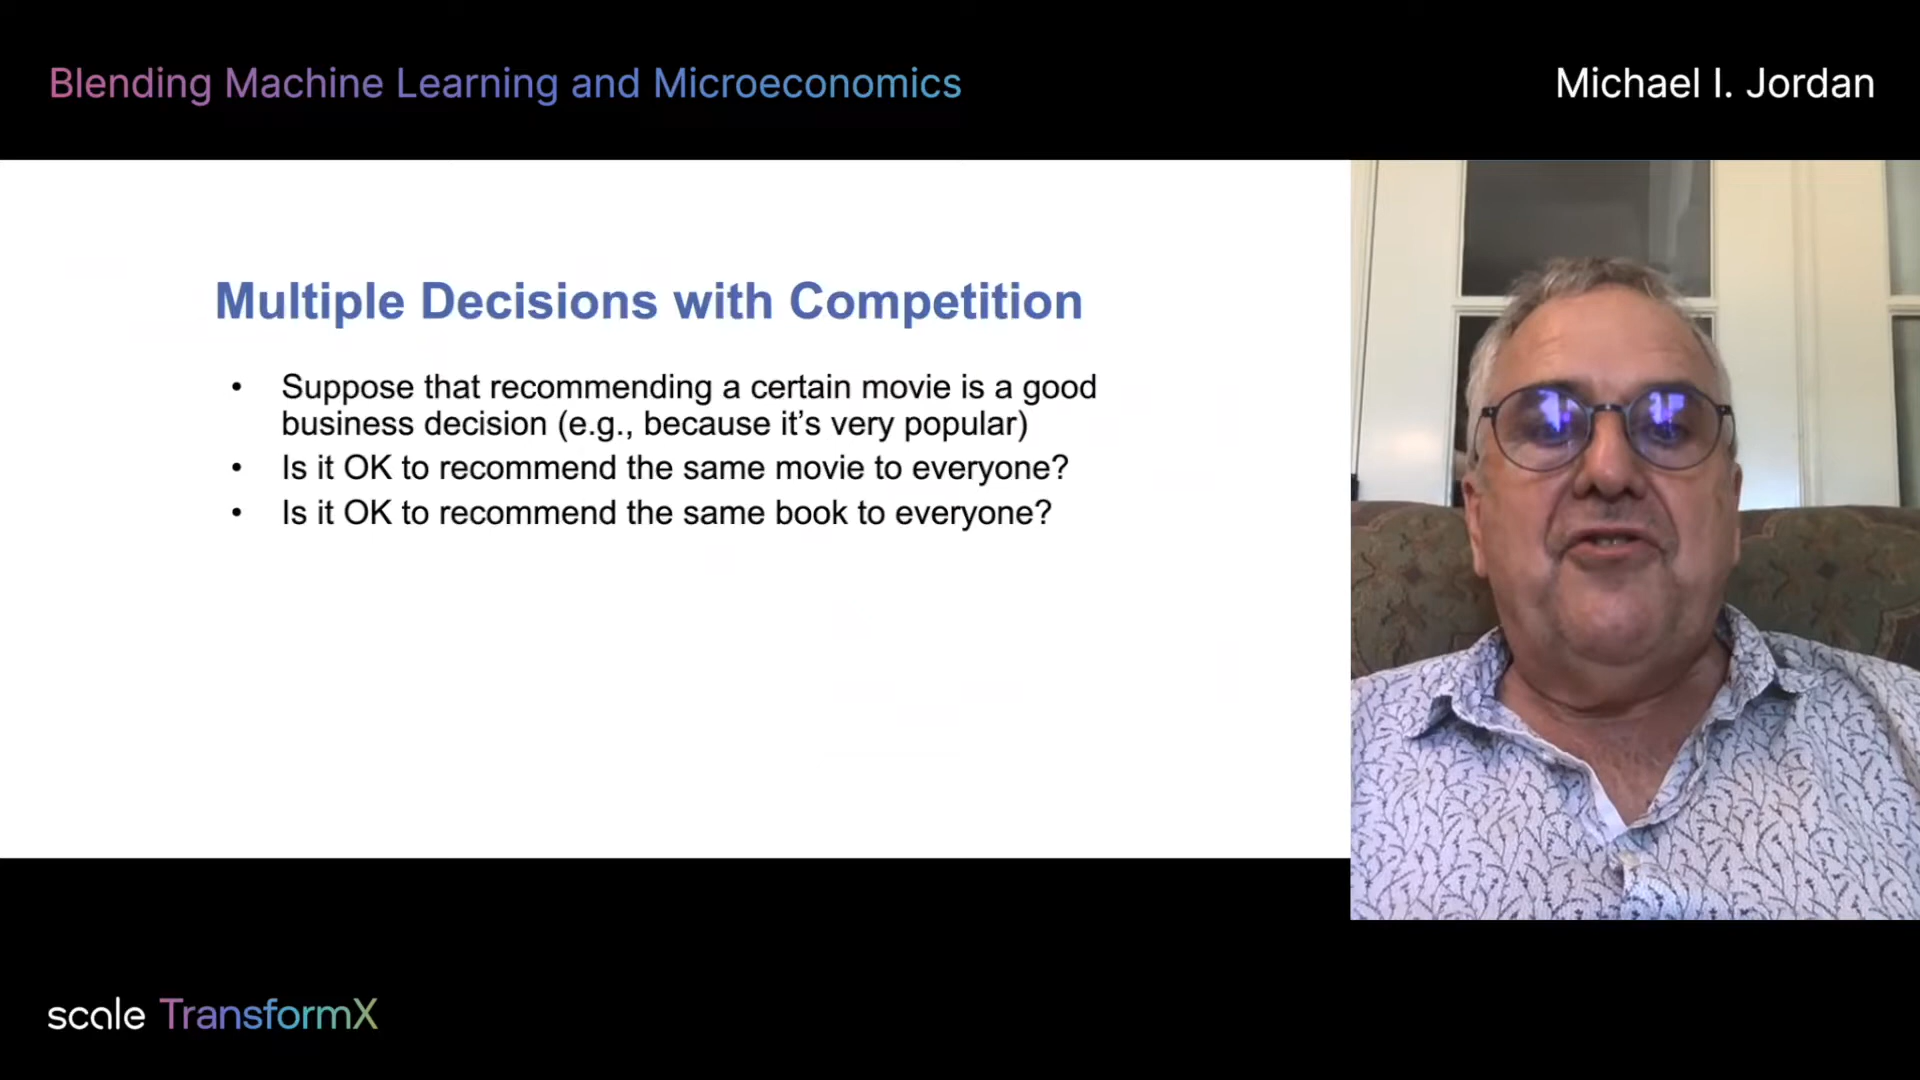 Blending Machine Learning and Microeconomics
Michael I. Jordan
Multiple Decisions with Competition
• Suppose that recommending a certain movie is a good
business decision (e.g., because it's very popular)
• Is it OK to recommend the same movie to everyone?
• Is it OK to recommend the same book to everyone?
scale TransformX